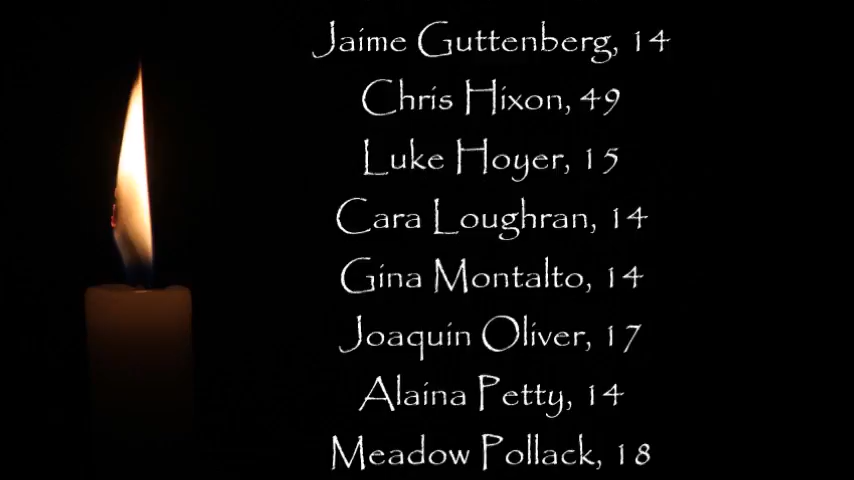 Jaime Guttenberg, 14
Chris Hixon, 49
Luke Hoyer, 15
Cara Loughran, 14
Gina Montalto, 14
Joaquin Oliver, 17
Alaina Petty, 14
Meadow Pollack, 18